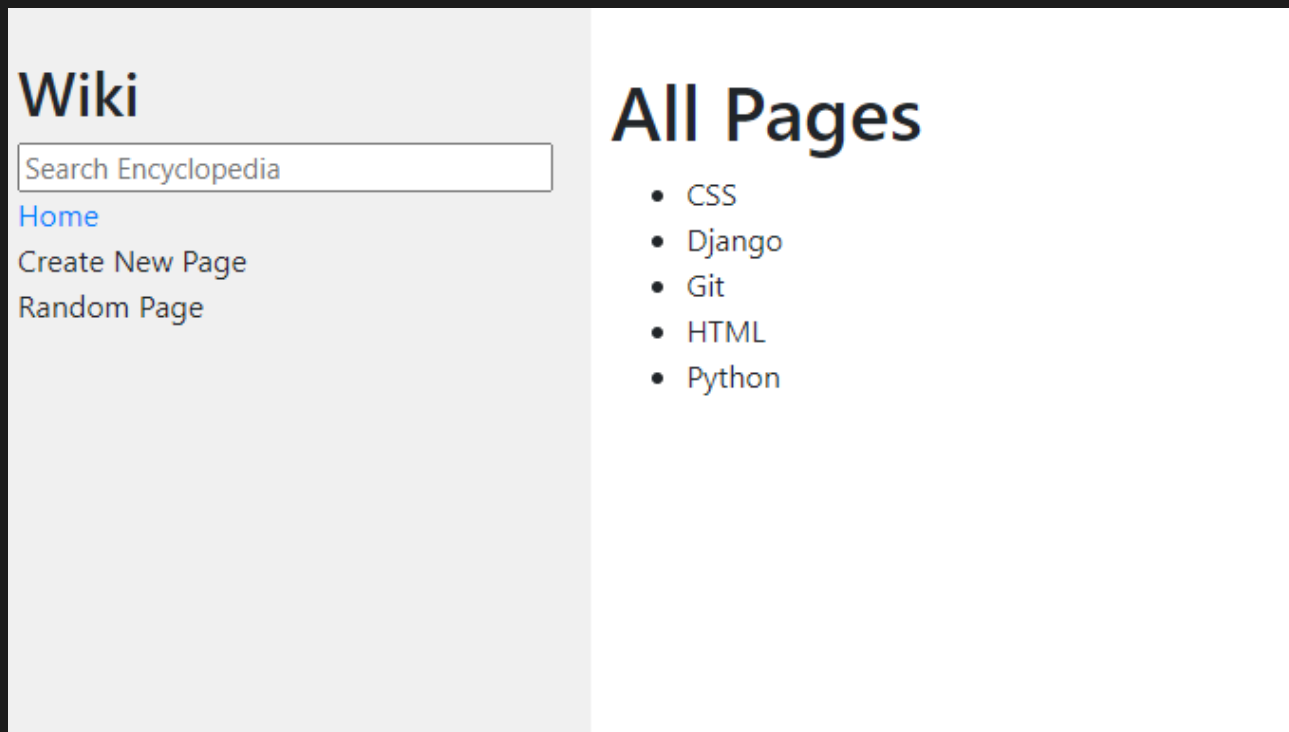 Wiki
Search Encyclopedia
Home
Create New Page
Random Page
All Pages
CSS
Django
Git
HTML
Python